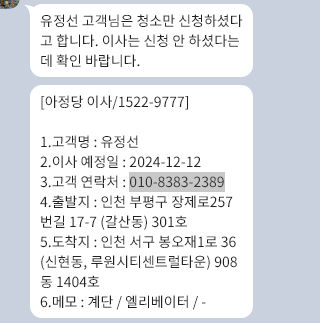 유정선 고객님은 청소만 신청하셨다
고 합니다. 이사는 신청 안 하셨다는
데 확인 바랍니다.
[아정당 이사/1522-9777]
1.고객명 : 유정선
2.이사 예정일 : 2024-12-12
3.고객 연락처 : 010-8383-2389
4.출발지 : 인천 부평구 장제로257
번길 17-7 (갈산동) 301호
5.도착지 : 인천 서구 봉오재1로 36
(신현동, 루원시티센트럴타운) 908
동 1404호
6.메모 : 계단 / 엘리베이터 / -